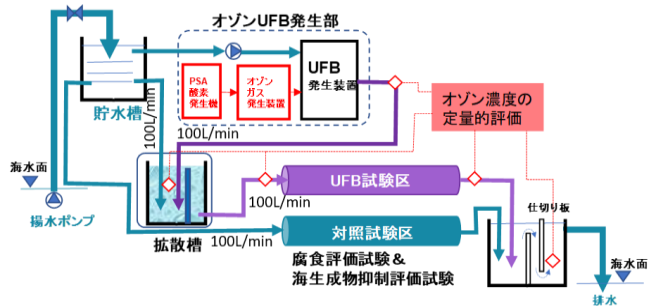 オゾンUFB発生部
PSA
酸素
発生機
オゾン
ガス
発生装置
UFB
発生装置
貯水槽
100L/min
100L/min
オゾン濃度の
定量的評価
海水面
揚水ポンプ
拡散槽
UFB試験区
100L/min
対照試験区
100L/min
腐食評価試験&
海生成物抑制評価試験
仕切り板
海水面
排水